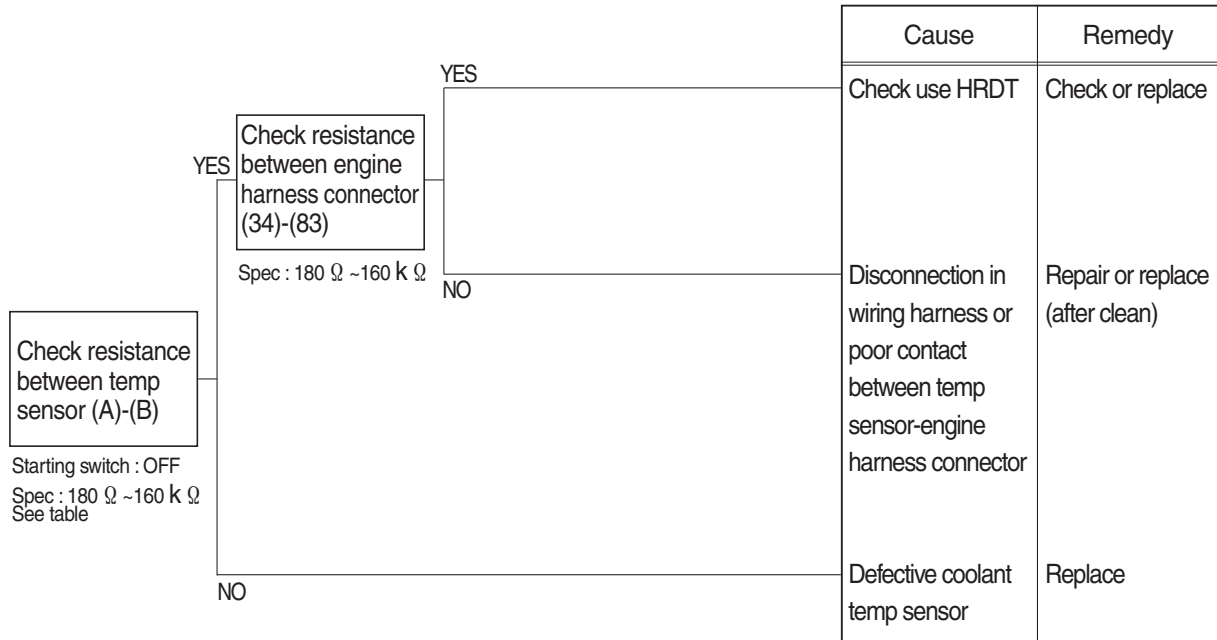 Cause
Remedy
YES
Check use HRDT
Check or replace
Check resistance
between engine
harness connector
(34)-(83)
YES
Spec : 180 Ω ~160 k Ω
NO
Disconnection in
wiring harness or
poor contact
between temp
sensor-engine
harness connector
Repair or replace
(after clean)
Check resistance
between temp
sensor (A)-(B)
Starting switch : OFF
Spec : 180 Ω ~160 k Ω
See table
NO
Defective coolant
temp sensor
Replace